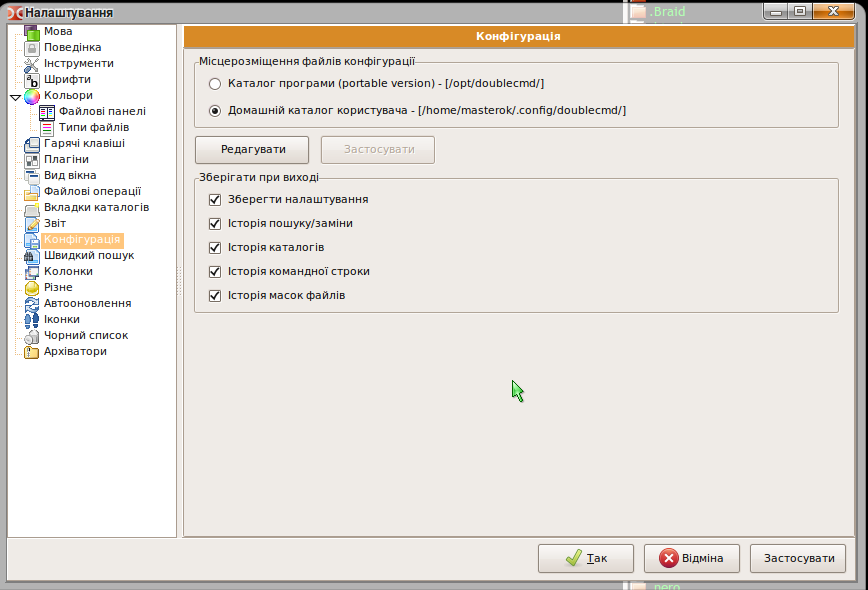 Налаштування
.Braid
Мова
Поведінка
Інструменти
Шрифти
Кольори
Файлові панелі
Типи файлів
Гарячі клавіші
Плагіни
Вид вікна
Файлові операції
Вкладки каталогів
Звіт
Конфігурація
Швидкий пошук
Колонки
Різне
Автооновлення
Іконки
Чорний список
Архіватори
Конфігурація
Місцерозміщення файлів конфігурації
Каталог програми (portable version) - [/opt/doublecmd/]
Домашній каталог користувача - [/home/masterok/.config/doublecmd/]
Редагувати
Застосувати
Зберігати при виході
Зберегти налаштування
Історія пошуку/заміни
Історія каталогів
Історія командної строки
Історія масок файлів
Так
Відміна
Застосувати